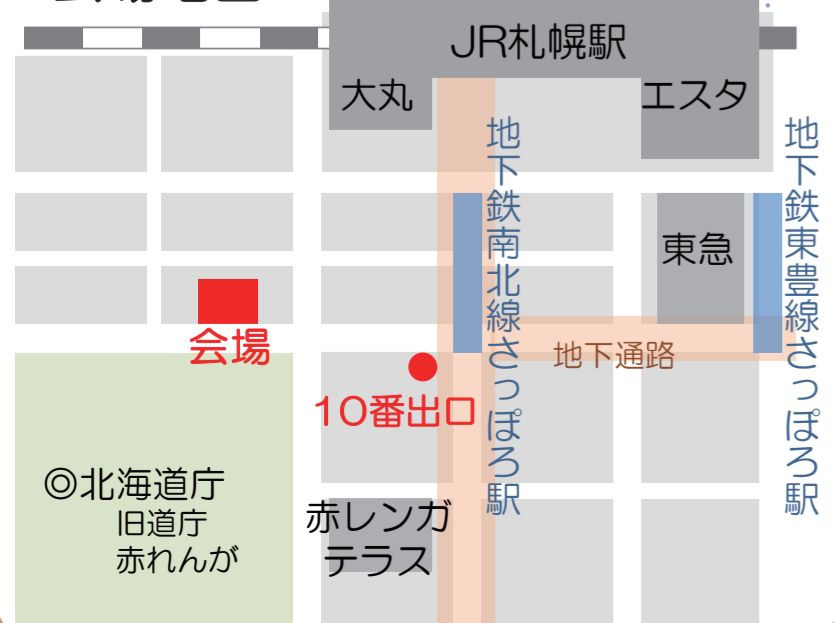 JR札幌駅
大丸
エスタ
地下鉄南北線さっぽろ駅
地下鉄東豊線さっぽろ駅
東急
会場
地下通路
10番出口
◎北海道庁
旧道庁
赤れんが
赤レンガ
テラス